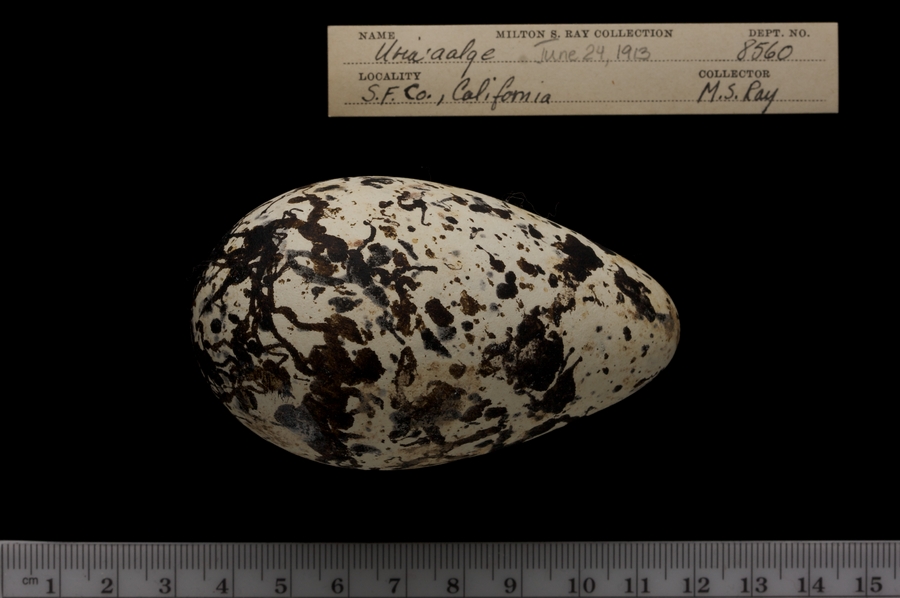 NAME MILTON S. RAY COLLECTION DEPT. NO.
Uria aalge June 24, 1913 8560
LOCALITY COLLECTOR
S.F. Co., California M.S. Ray
cm 1 2 3 4 5 6 7 8 9 10 11 12 13 14 15